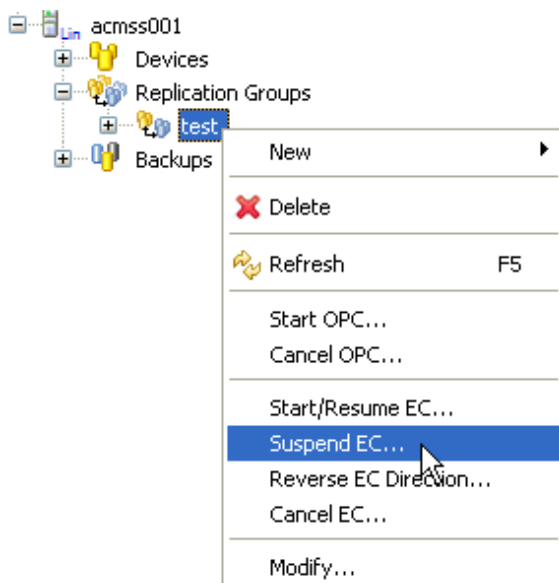 Lin acmss001
Devices
Replication Groups
test
Backups
New
Delete
Refresh F5
Start OPC...
Cancel OPC...
Start/Resume EC...
Suspend EC...
Reverse EC Direction...
Cancel EC...
Modify...